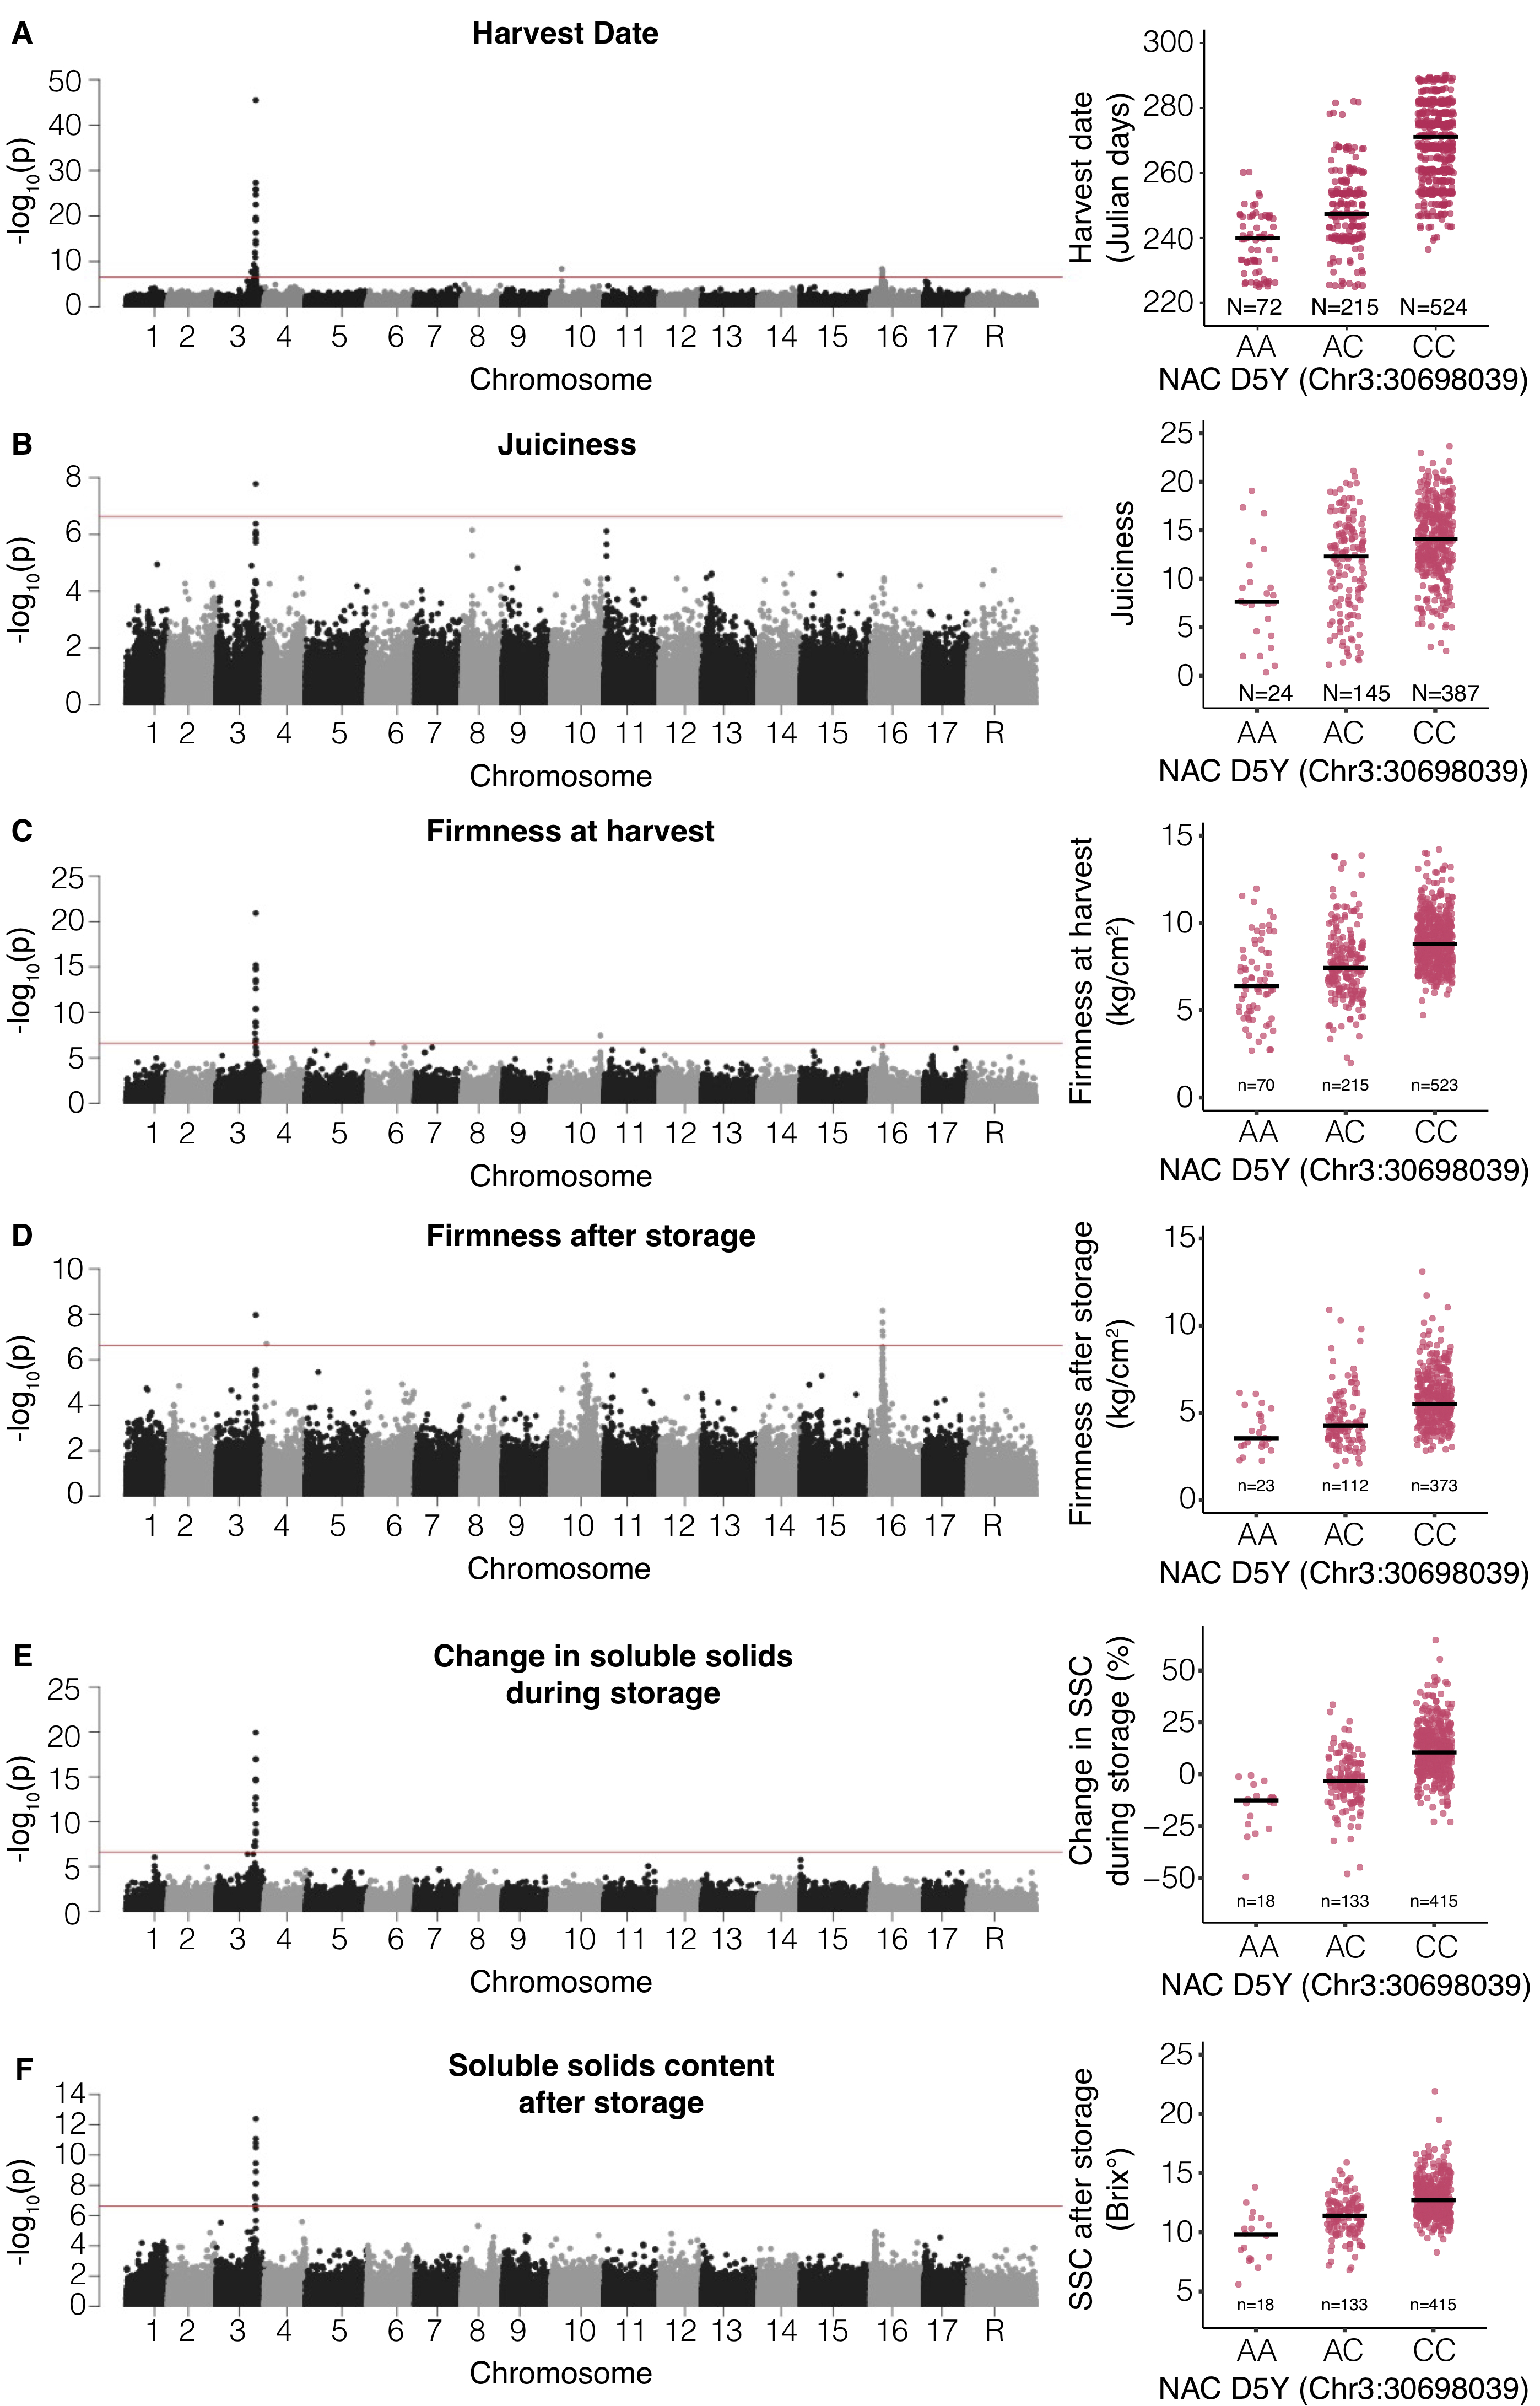 A
Harvest Date
-log10(p)
50
40
30
20
10
0
1 2 3 4 5 6 7 8 9 10 11 12 13 14 15 16 17 R
Chromosome
Harvest date
(Julian days)
300
280
260
240
220
N=72 N=215 N=524
AA AC CC
NAC D5Y (Chr3:30698039)
B
Juiciness
-log10(p)
8
6
4
2
0
1 2 3 4 5 6 7 8 9 10 11 12 13 14 15 16 17 R
Chromosome
Juiciness
25
20
15
10
5
0
N=24 N=145 N=387
AA AC CC
NAC D5Y (Chr3:30698039)
C
Firmness at harvest
-log10(p)
25
20
15
10
5
0
1 2 3 4 5 6 7 8 9 10 11 12 13 14 15 16 17 R
Chromosome
Firmness at harvest
(kg/cm²)
15
10
5
0
n=70 n=215 n=523
AA AC CC
NAC D5Y (Chr3:30698039)
D
Firmness after storage
-log10(p)
10
8
6
4
2
0
1 2 3 4 5 6 7 8 9 10 11 12 13 14 15 16 17 R
Chromosome
Firmness after storage
(kg/cm²)
15
10
5
0
n=23 n=112 n=373
AA AC CC
NAC D5Y (Chr3:30698039)
E
Change in soluble solids
during storage
-log10(p)
25
20
15
10
5
0
1 2 3 4 5 6 7 8 9 10 11 12 13 14 15 16 17 R
Chromosome
Change in SSC
during storage (%)
50
25
0
−25
−50
n=18 n=133 n=415
AA AC CC
NAC D5Y (Chr3:30698039)
F
Soluble solids content
after storage
-log10(p)
14
12
10
8
6
4
2
0
1 2 3 4 5 6 7 8 9 10 11 12 13 14 15 16 17 R
Chromosome
SSC after storage
(Brix°)
25
20
15
10
5
n=18 n=133 n=415
AA AC CC
NAC D5Y (Chr3:30698039)